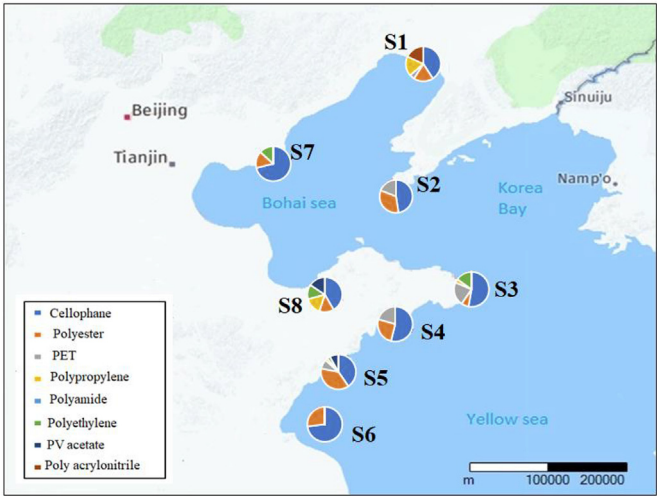 S1
Beijing
Sinuiju
Tianjin
S7
S2
Korea
Bay
Namp'o
Bohai sea
S8
S3
S4
Cellophane
Polyester
PET
Polypropylene
Polyamide
Polyethylene
PV acetate
Poly acrylonitrile
S5
S6
Yellow sea
m 100000 200000